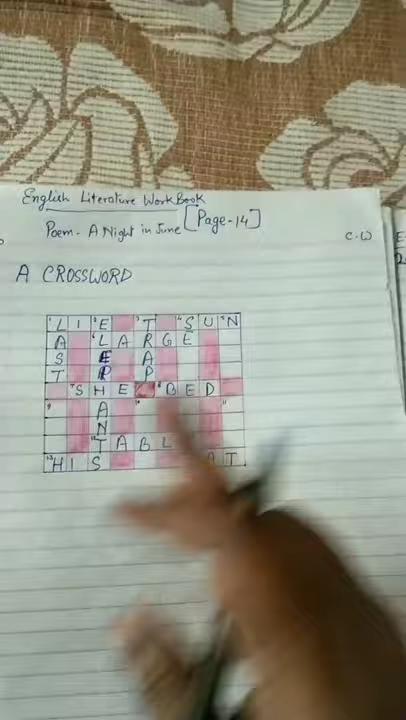 English Literature WorkBook
Poem - A Night in June [Page-14]
C.W
A CROSSWORD
L I E T S U N
A L A R G E
S E A
T P P
S H E B E D
A
N
T A B L
H I S A T